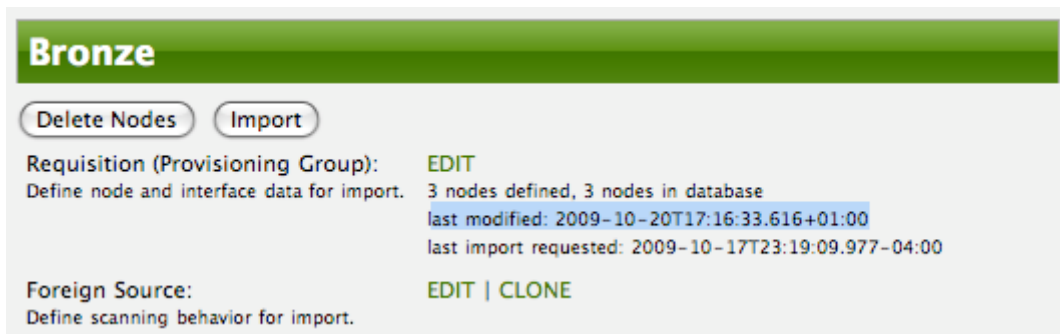 Bronze
Delete Nodes Import
Requisition (Provisioning Group): EDIT
Define node and interface data for import. 3 nodes defined, 3 nodes in database
last modified: 2009-10-20T17:16:33.616+01:00
last import requested: 2009-10-17T23:19:09.977-04:00
Foreign Source: EDIT | CLONE
Define scanning behavior for import.